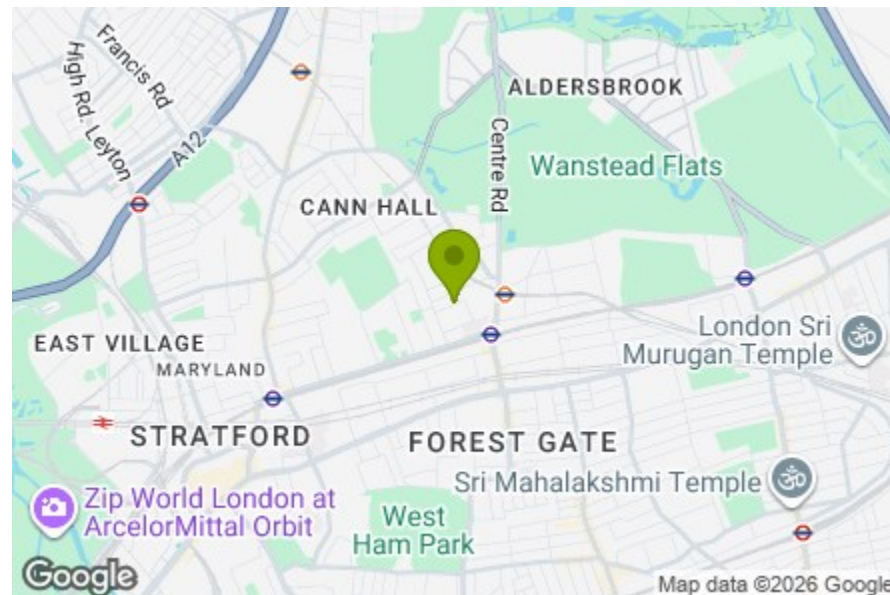 Francis Rd
High Rd. Leyton
A12
ALDERSBROOK
Centre Rd
Wanstead Flats
CANN HALL
EAST VILLAGE
MARYLAND
London Sri
Murugan Temple
STRATFORD
FOREST GATE
Sri Mahalakshmi Temple
Zip World London at
ArcelorMittal Orbit
West
Ham Park
Google
Map data ©2026 Google